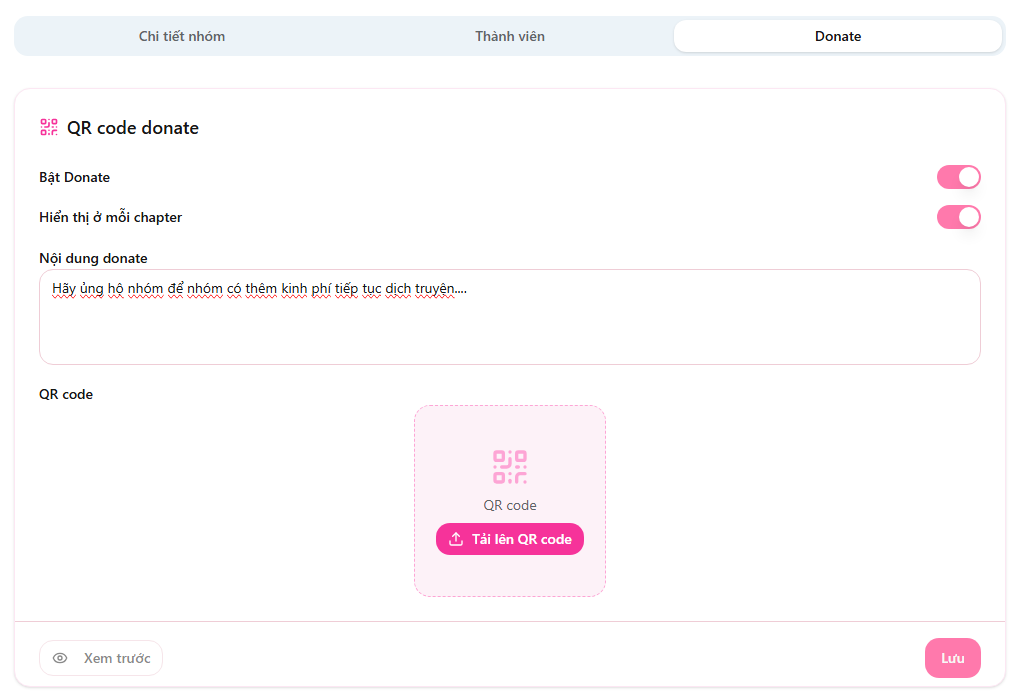 Chi tiết nhóm
Thành viên
Donate
QR code donate
Bật Donate
Hiển thị ở mỗi chapter
Nội dung donate
Hãy ủng hộ nhóm để nhóm có thêm kinh phí tiếp tục dịch truyện....
QR code
QR code
Tải lên QR code
Xem trước
Lưu